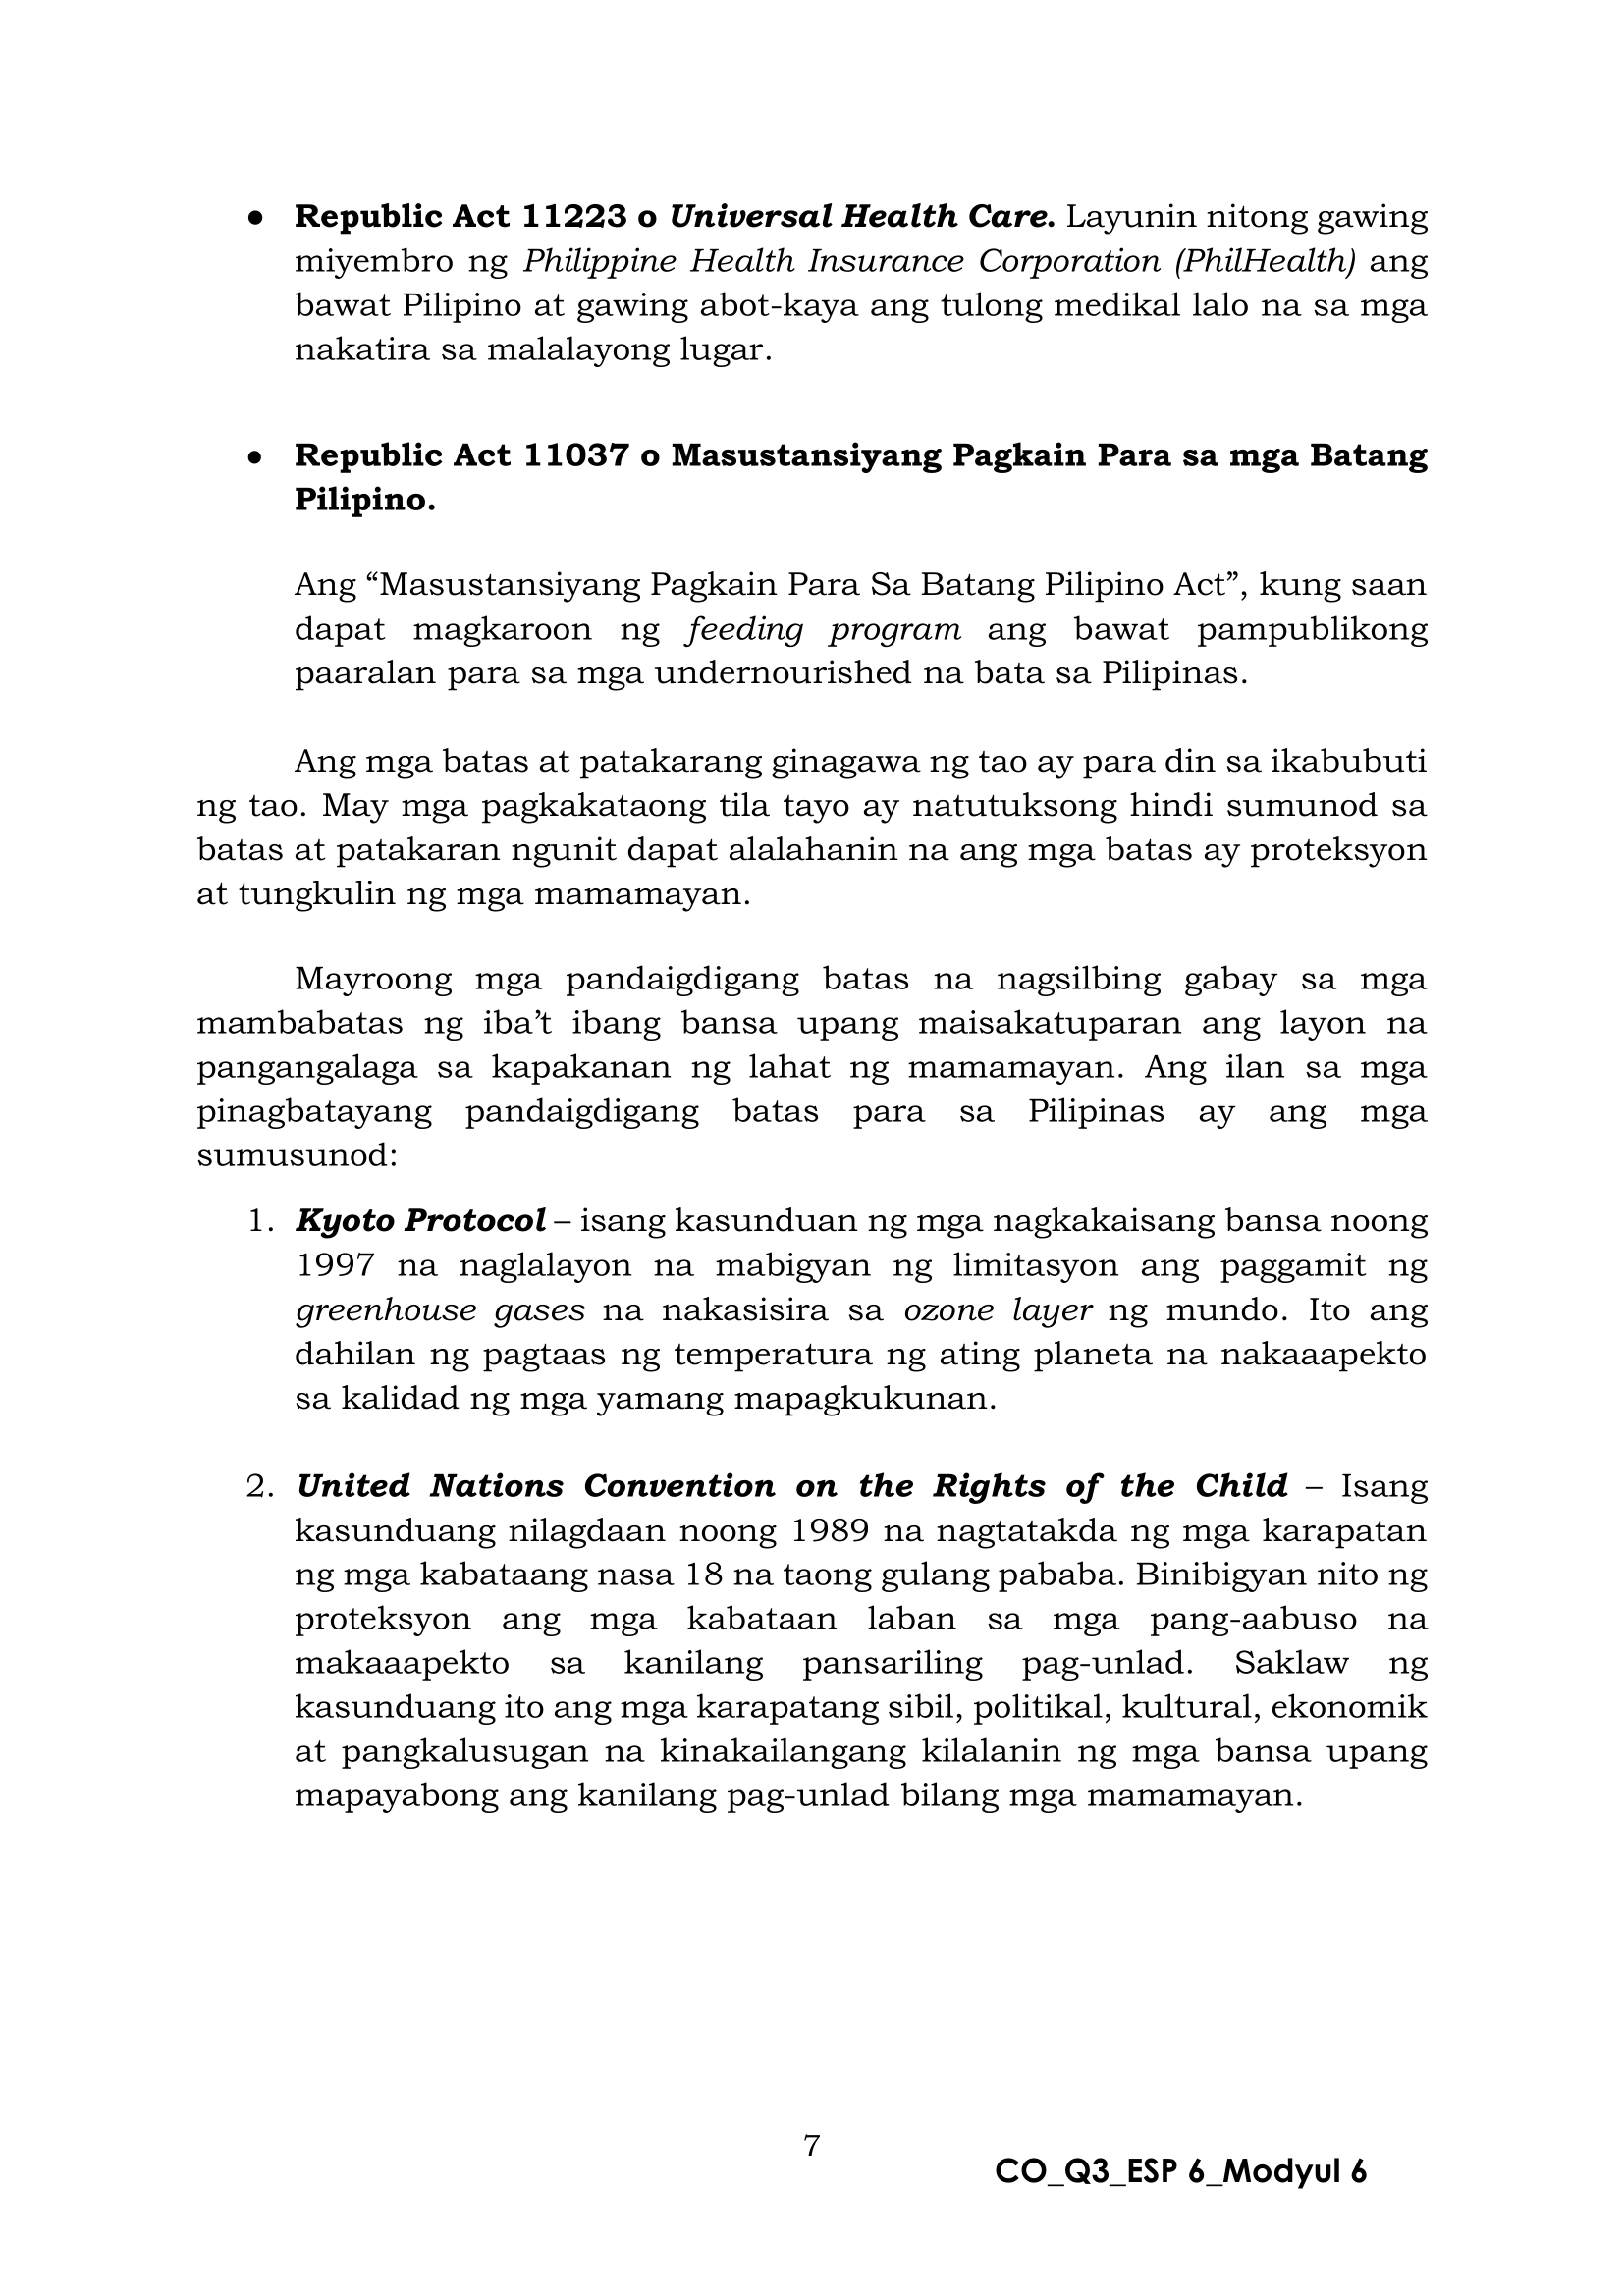 ● Republic Act 11223 o Universal Health Care. Layunin nitong gawing
miyembro ng Philippine Health Insurance Corporation (PhilHealth) ang
bawat Pilipino at gawing abot-kaya ang tulong medikal lalo na sa mga
nakatira sa malalayong lugar.
● Republic Act 11037 o Masustansiyang Pagkain Para sa mga Batang
Pilipino.
Ang “Masustansiyang Pagkain Para Sa Batang Pilipino Act”, kung saan
dapat magkaroon ng feeding program ang bawat pampublikong
paaralan para sa mga undernourished na bata sa Pilipinas.
Ang mga batas at patakarang ginagawa ng tao ay para din sa ikabubuti
ng tao. May mga pagkakataong tila tayo ay natutuksong hindi sumunod sa
batas at patakaran ngunit dapat alalahanin na ang mga batas ay proteksyon
at tungkulin ng mga mamamayan.
Mayroong mga pandaigdigang batas na nagsilbing gabay sa mga
mambabatas ng iba’t ibang bansa upang maisakatuparan ang layon na
pangangalaga sa kapakanan ng lahat ng mamamayan. Ang ilan sa mga
pinagbatayang pandaigdigang batas para sa Pilipinas ay ang mga
sumusunod:
1. Kyoto Protocol – isang kasunduan ng mga nagkakaisang bansa noong
1997 na naglalayon na mabigyan ng limitasyon ang paggamit ng
greenhouse gases na nakasisira sa ozone layer ng mundo. Ito ang
dahilan ng pagtaas ng temperatura ng ating planeta na nakaaapekto
sa kalidad ng mga yamang mapagkukunan.
2. United Nations Convention on the Rights of the Child – Isang
kasunduang nilagdaan noong 1989 na nagtatakda ng mga karapatan
ng mga kabataang nasa 18 na taong gulang pababa. Binibigyan nito ng
proteksyon ang mga kabataan laban sa mga pang-aabuso na
makaaapekto sa kanilang pansariling pag-unlad. Saklaw ng
kasunduang ito ang mga karapatang sibil, politikal, kultural, ekonomik
at pangkalusugan na kinakailangang kilalanin ng mga bansa upang
mapayabong ang kanilang pag-unlad bilang mga mamamayan.
7
CO_Q3_ESP 6_Modyul 6